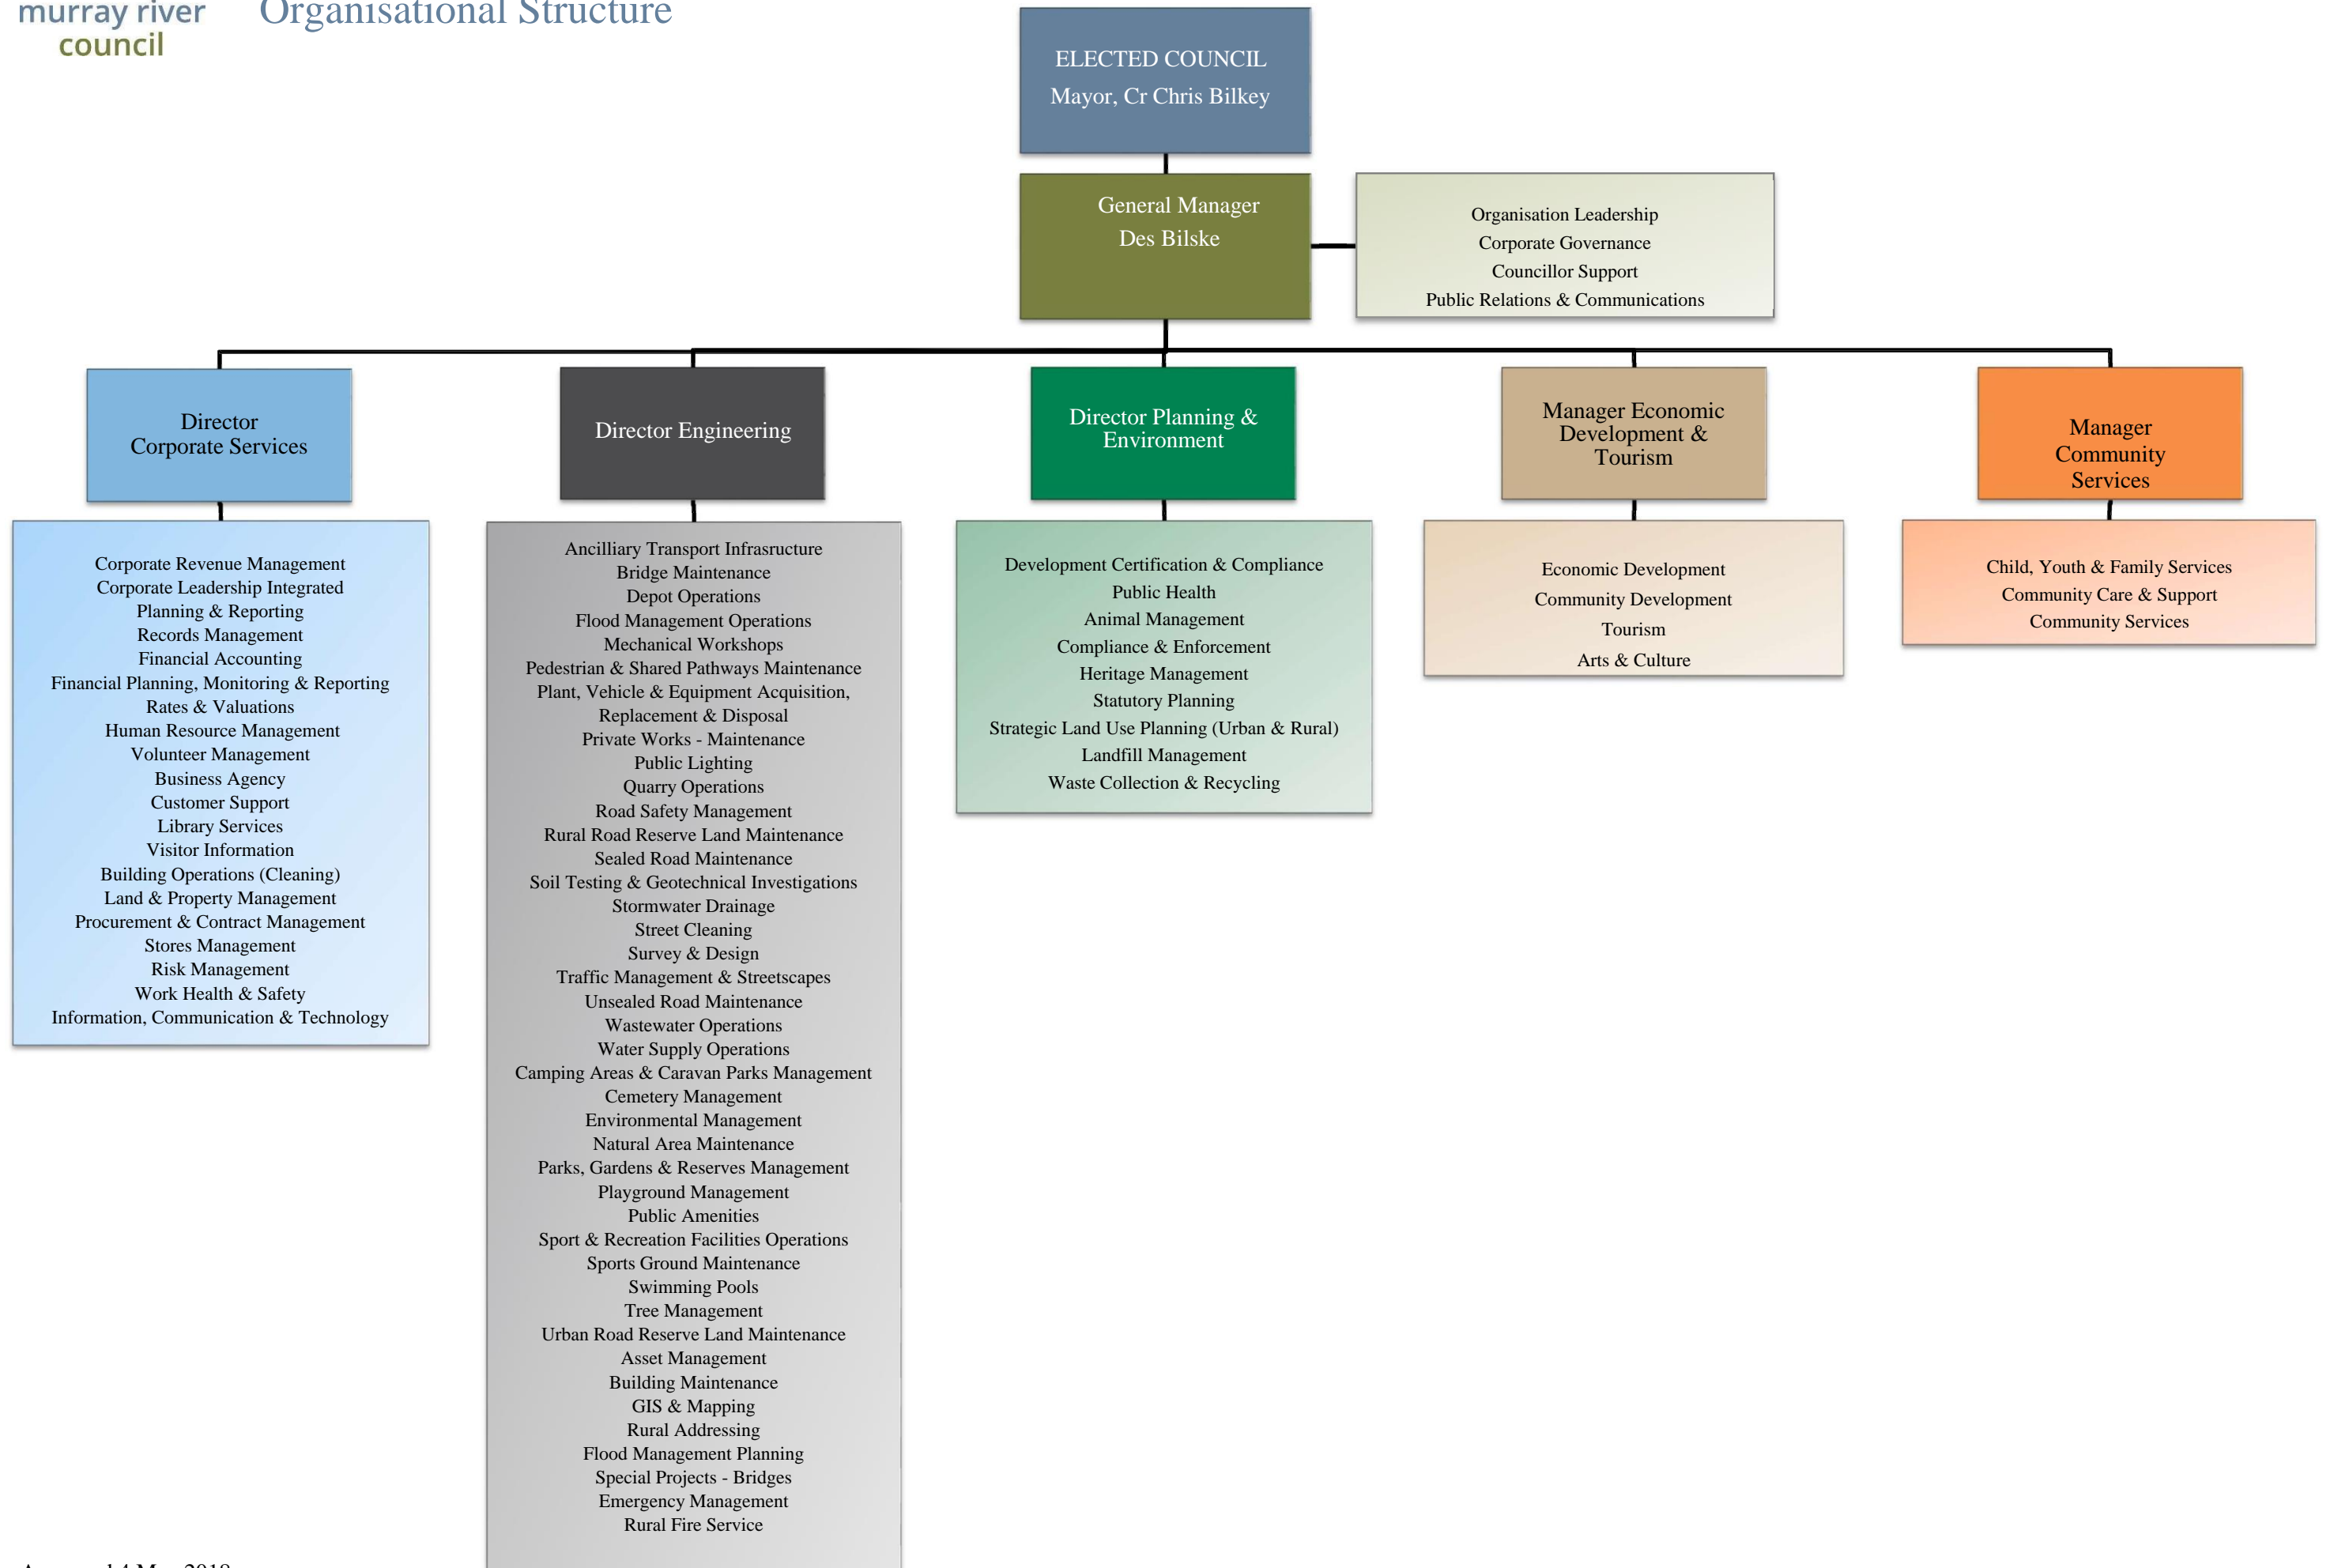 murray river
council
Organisational Structure
ELECTED COUNCIL
Mayor, Cr Chris Bilkey
General Manager
Des Bilske
Organisation Leadership
Corporate Governance
Councillor Support
Public Relations & Communications
Director
Corporate Services
Corporate Revenue Management
Corporate Leadership Integrated
Planning & Reporting
Records Management
Financial Accounting
Financial Planning, Monitoring & Reporting
Rates & Valuations
Human Resource Management
Volunteer Management
Business Agency
Customer Support
Library Services
Visitor Information
Building Operations (Cleaning)
Land & Property Management
Procurement & Contract Management
Stores Management
Risk Management
Work Health & Safety
Information, Communication & Technology
Director Engineering
Ancilliary Transport Infrasructure
Bridge Maintenance
Depot Operations
Flood Management Operations
Mechanical Workshops
Pedestrian & Shared Pathways Maintenance
Plant, Vehicle & Equipment Acquisition,
Replacement & Disposal
Private Works - Maintenance
Public Lighting
Quarry Operations
Road Safety Management
Rural Road Reserve Land Maintenance
Sealed Road Maintenance
Soil Testing & Geotechnical Investigations
Stormwater Drainage
Street Cleaning
Survey & Design
Traffic Management & Streetscapes
Unsealed Road Maintenance
Wastewater Operations
Water Supply Operations
Camping Areas & Caravan Parks Management
Cemetery Management
Environmental Management
Natural Area Maintenance
Parks, Gardens & Reserves Management
Playground Management
Public Amenities
Sport & Recreation Facilities Operations
Sports Ground Maintenance
Swimming Pools
Tree Management
Urban Road Reserve Land Maintenance
Asset Management
Building Maintenance
GIS & Mapping
Rural Addressing
Flood Management Planning
Special Projects - Bridges
Emergency Management
Rural Fire Service
Director Planning &
Environment
Development Certification & Compliance
Public Health
Animal Management
Compliance & Enforcement
Heritage Management
Statutory Planning
Strategic Land Use Planning (Urban & Rural)
Landfill Management
Waste Collection & Recycling
Manager Economic
Development &
Tourism
Economic Development
Community Development
Tourism
Arts & Culture
Manager
Community
Services
Child, Youth & Family Services
Community Care & Support
Community Services